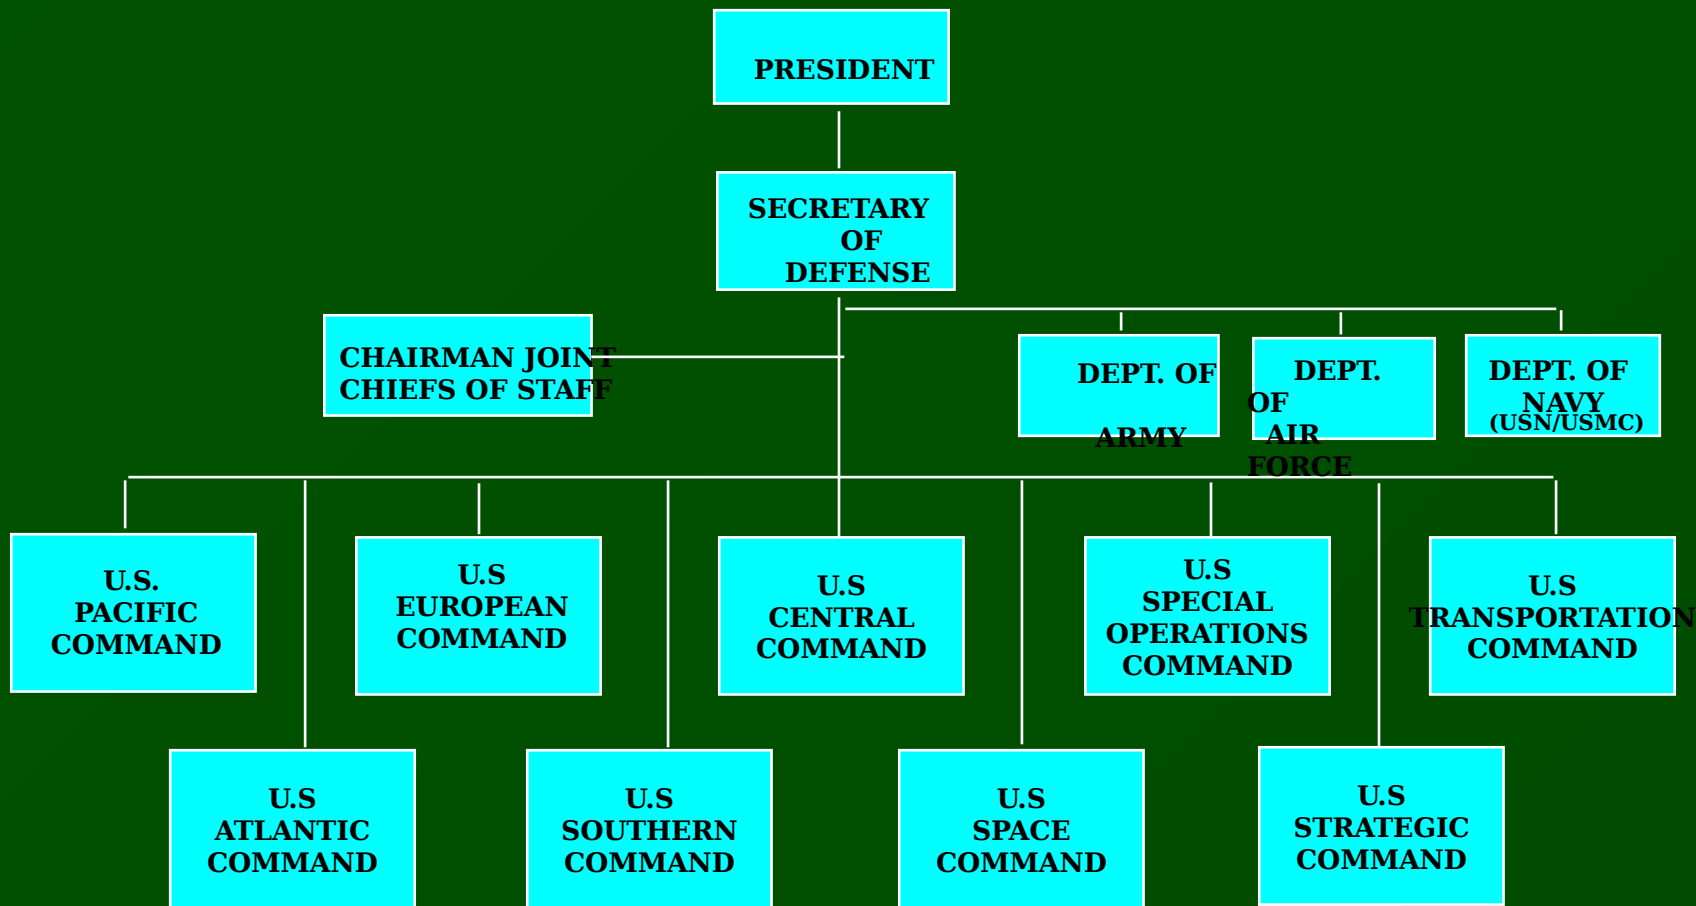 PRESIDENT
SECRETARY
OF
DEFENSE
CHAIRMAN JOINT
CHIEFS OF STAFF
DEPT. OF
ARMY
DEPT.
OF
AIR
FORCE
DEPT. OF
NAVY
(USN/USMC)
U.S.
PACIFIC
COMMAND
U.S
EUROPEAN
COMMAND
U.S
CENTRAL
COMMAND
U.S
SPECIAL
OPERATIONS
COMMAND
U.S
TRANSPORTATION
COMMAND
U.S
ATLANTIC
COMMAND
U.S
SOUTHERN
COMMAND
U.S
SPACE
COMMAND
U.S
STRATEGIC
COMMAND